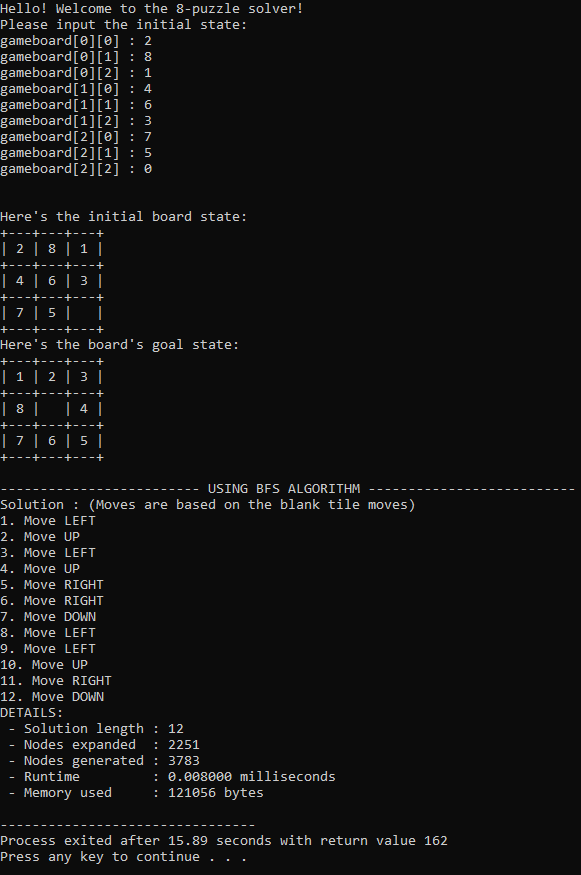 Hello! Welcome to the 8-puzzle solver!
Please input the initial state:
gameboard[0][0] : 2
gameboard[0][1] : 8
gameboard[0][2] : 1
gameboard[1][0] : 4
gameboard[1][1] : 6
gameboard[1][2] : 3
gameboard[2][0] : 7
gameboard[2][1] : 5
gameboard[2][2] : 0
Here's the initial board state:
+---+---+---+
| 2 | 8 | 1 |
+---+---+---+
| 4 | 6 | 3 |
+---+---+---+
| 7 | 5 |   |
+---+---+---+
Here's the board's goal state:
+---+---+---+
| 1 | 2 | 3 |
+---+---+---+
| 8 |   | 4 |
+---+---+---+
| 7 | 6 | 5 |
+---+---+---+
------------------------- USING BFS ALGORITHM --------------------------
Solution : (Moves are based on the blank tile moves)
1. Move LEFT
2. Move UP
3. Move LEFT
4. Move UP
5. Move RIGHT
6. Move RIGHT
7. Move DOWN
8. Move LEFT
9. Move LEFT
10. Move UP
11. Move RIGHT
12. Move DOWN
DETAILS:
 - Solution length : 12
 - Nodes expanded  : 2251
 - Nodes generated : 3783
 - Runtime         : 0.008000 milliseconds
 - Memory used     : 121056 bytes
--------------------------------
Process exited after 15.89 seconds with return value 162
Press any key to continue . . .